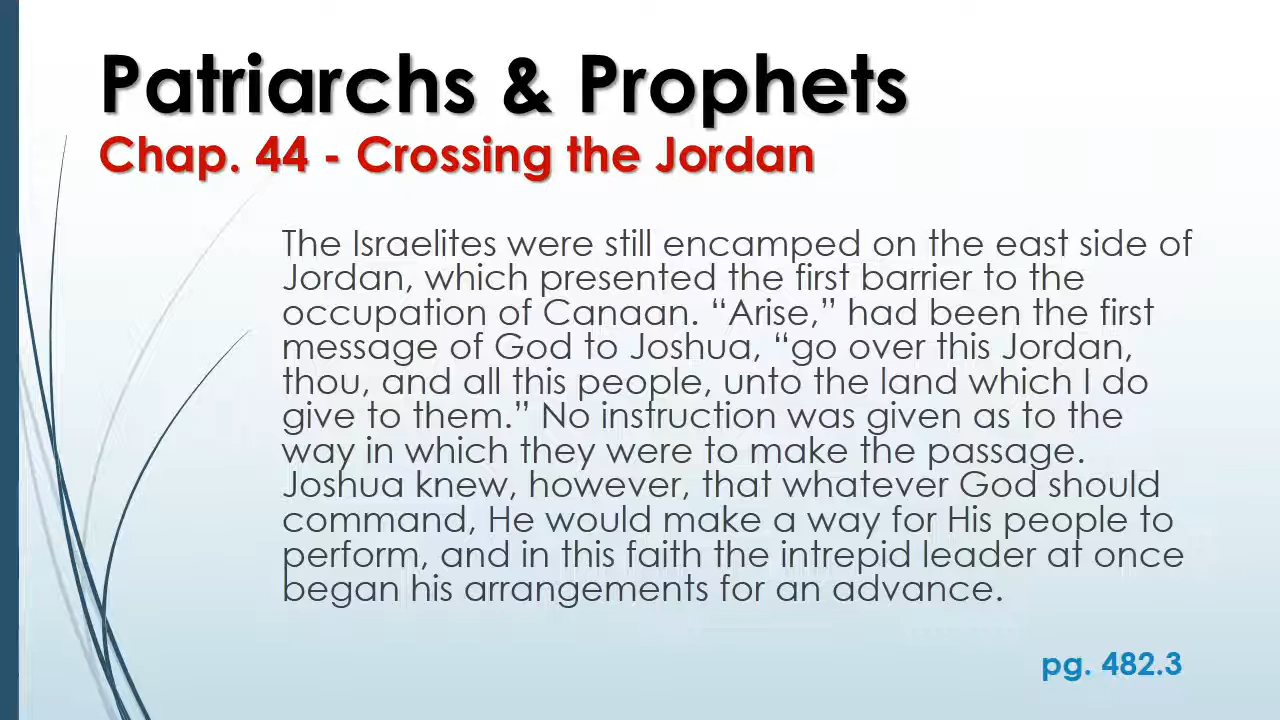 Patriarchs & Prophets
Chap. 44 - Crossing the Jordan
The Israelites were still encamped on the east side of
Jordan, which presented the first barrier to the
occupation of Canaan. “Arise,” had been the first
message of God to Joshua, “go over this Jordan,
thou, and all this people, unto the land which I do
give to them.” No instruction was given as to the
way in which they were to make the passage.
Joshua knew, however, that whatever God should
command, He would make a way for His people to
perform, and in this faith the intrepid leader at once
began his arrangements for an advance.
pg. 482.3